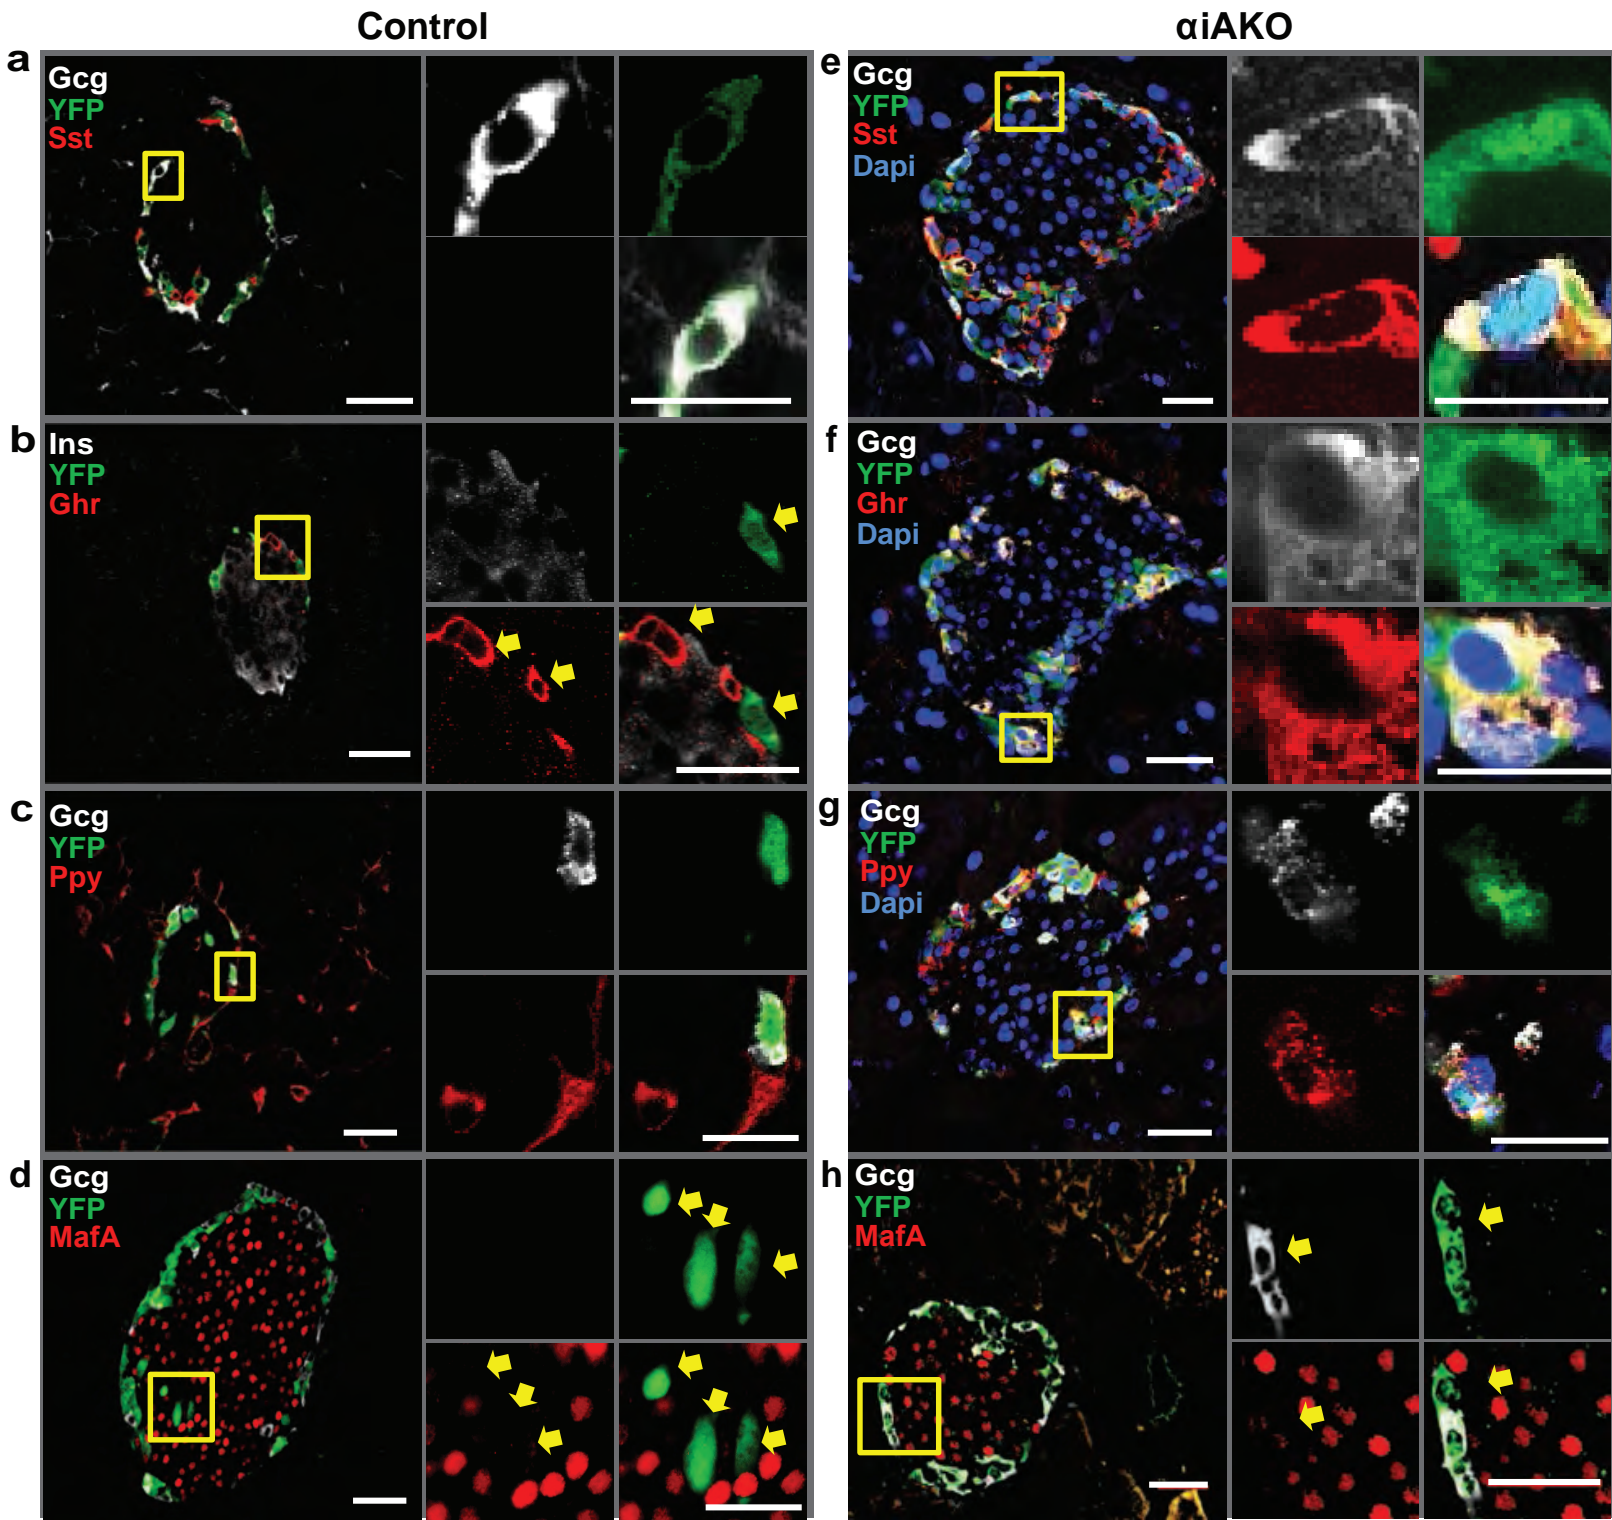 Control
αiAKO
a
Gcg
YFP
Sst
e
Gcg
YFP
Sst
Dapi
b
Ins
YFP
Ghr
f
Gcg
YFP
Ghr
Dapi
c
Gcg
YFP
Ppy
g
Gcg
YFP
Ppy
Dapi
d
Gcg
YFP
MafA
h
Gcg
YFP
MafA